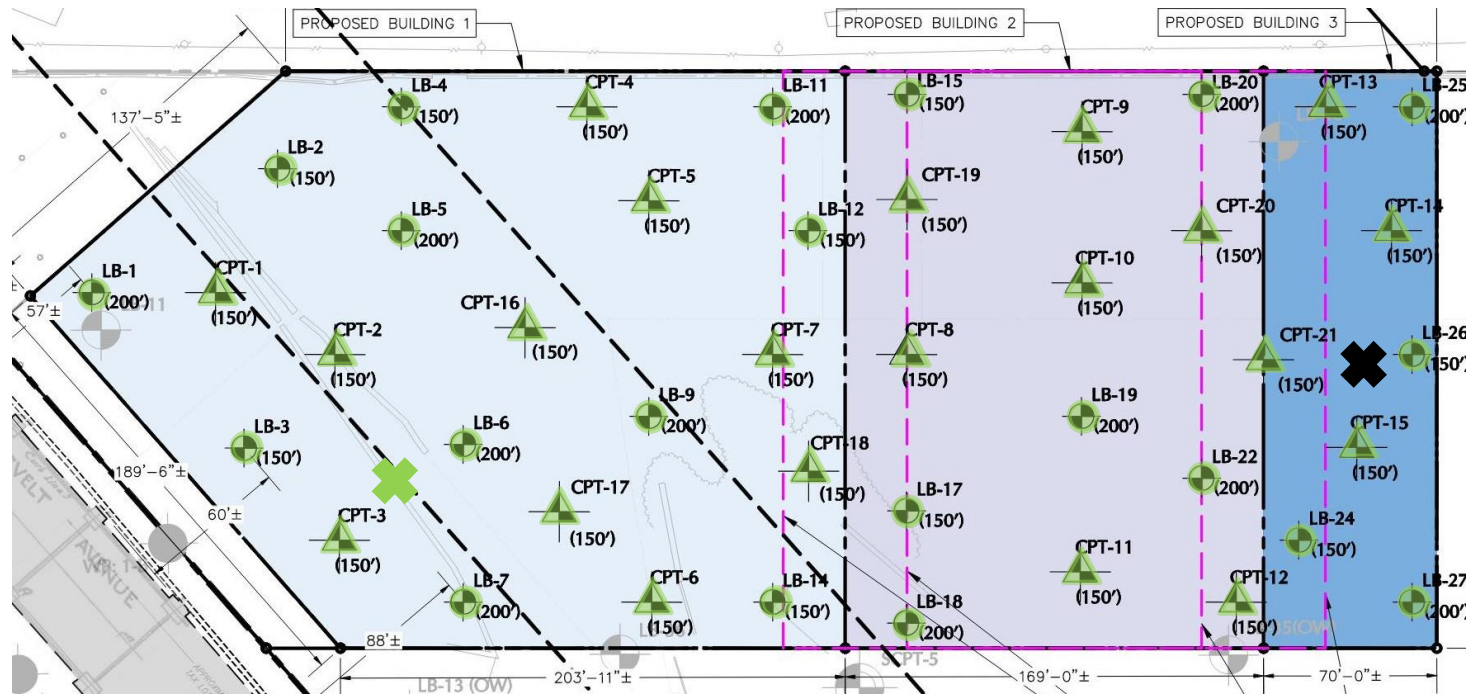 PROPOSED BUILDING 1
PROPOSED BUILDING 2
PROPOSED BUILDING 3
137'-5"±
LB-4
(150')
CPT-4
(150')
LB-11
(200')
LB-15
(150')
CPT-9
(150')
LB-20
(200')
CPT-13
(150')
LB-25
(200')
LB-2
(150')
CPT-5
(150')
CPT-19
(150')
LB-5
(200')
LB-12
(150')
CPT-20
(150')
CPT-14
(150')
LB-1
(200')
57'±
CPT-1
(150')
CPT-16
(150')
CPT-10
(150')
CPT-2
(150')
CPT-7
(150')
CPT-8
(150')
CPT-21
(150')
LB-26
(150')
LB-3
(150')
LB-6
(200')
LB-9
(200')
LB-19
(200')
CPT-15
(150')
189'-6"±
60'±
CPT-18
(150')
LB-22
(200')
CPT-3
(150')
CPT-17
(150')
LB-17
(150')
LB-24
(150')
AVENUE
LB-7
(200')
CPT-6
(150')
LB-14
(150')
CPT-11
(150')
LB-18
(200')
CPT-12
(150')
LB-27
(200')
88'±
203'-11"±
169'-0"±
70'-0"±
LB-13 (OW)
SCPT-5